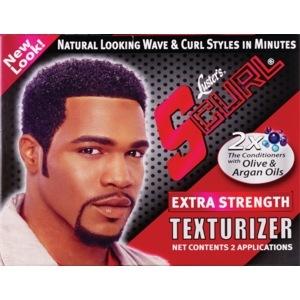 New Look!
NATURAL LOOKING WAVE & CURL STYLES IN MINUTES
Luster's
SCURL®
2X
The Conditioners
with Olive &
Argan Oils
EXTRA STRENGTH
TEXTURIZER
NET CONTENTS 2 APPLICATIONS